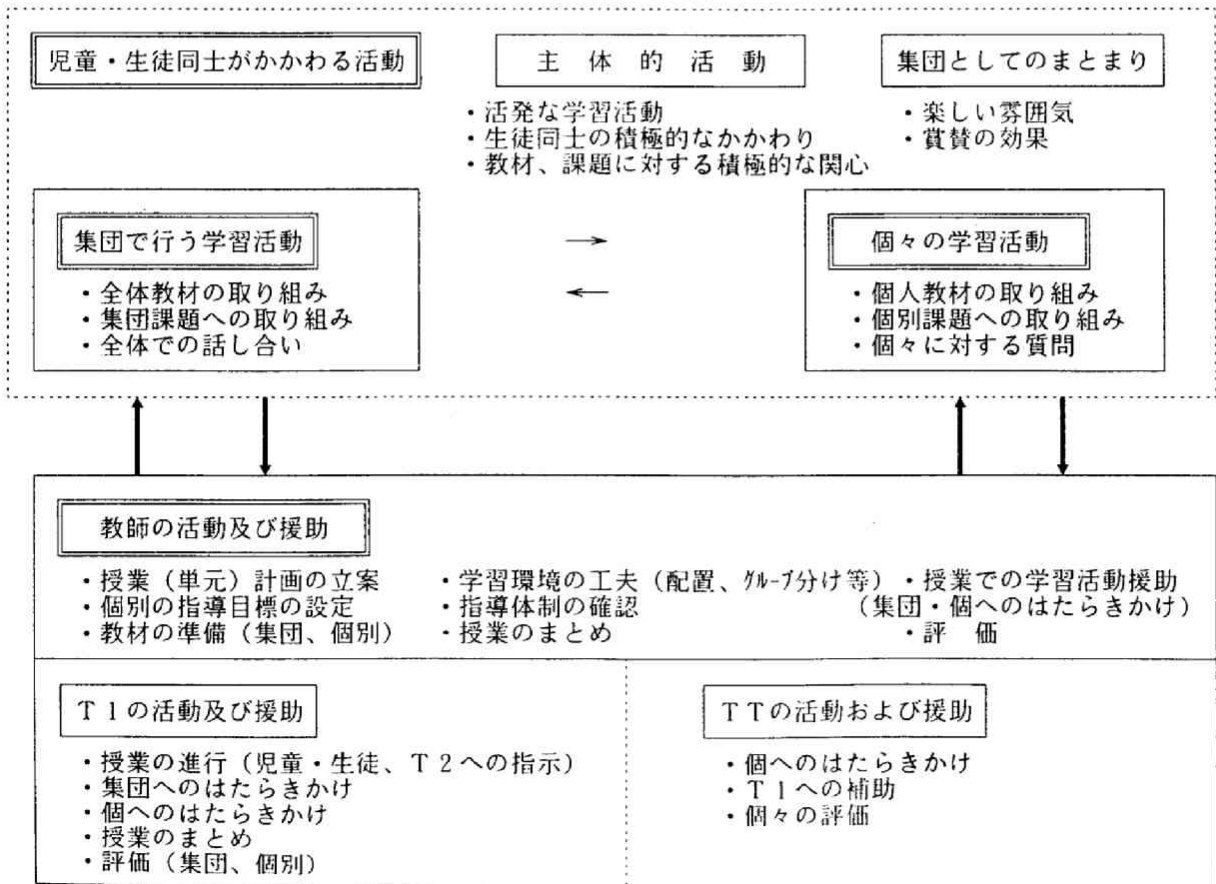 児童・生徒同士がかかわる活動
主体的活動
・活発な学習活動
・生徒同士の積極的なかかわり
・教材、課題に対する積極的な関心
集団としてのまとまり
・楽しい雰囲気
・賞賛の効果
集団で行う学習活動
・全体教材の取り組み
・集団課題への取り組み
・全体での話し合い
→
←
個々の学習活動
・個人教材の取り組み
・個別課題への取り組み
・個々に対する質問
教師の活動及び援助
・授業（単元）計画の立案
・個別の指導目標の設定
・教材の準備（集団、個別）
・学習環境の工夫（配置、ｸﾞﾙｰﾌﾟ分け等）
・指導体制の確認
・授業のまとめ
・授業での学習活動援助
（集団・個へのはたらきかけ）
・評　価
Ｔ１の活動及び援助
・授業の進行（児童・生徒、Ｔ２への指示）
・集団へのはたらきかけ
・個へのはたらきかけ
・授業のまとめ
・評価（集団、個別）
ＴＴの活動および援助
・個へのはたらきかけ
・Ｔ１への補助
・個々の評価